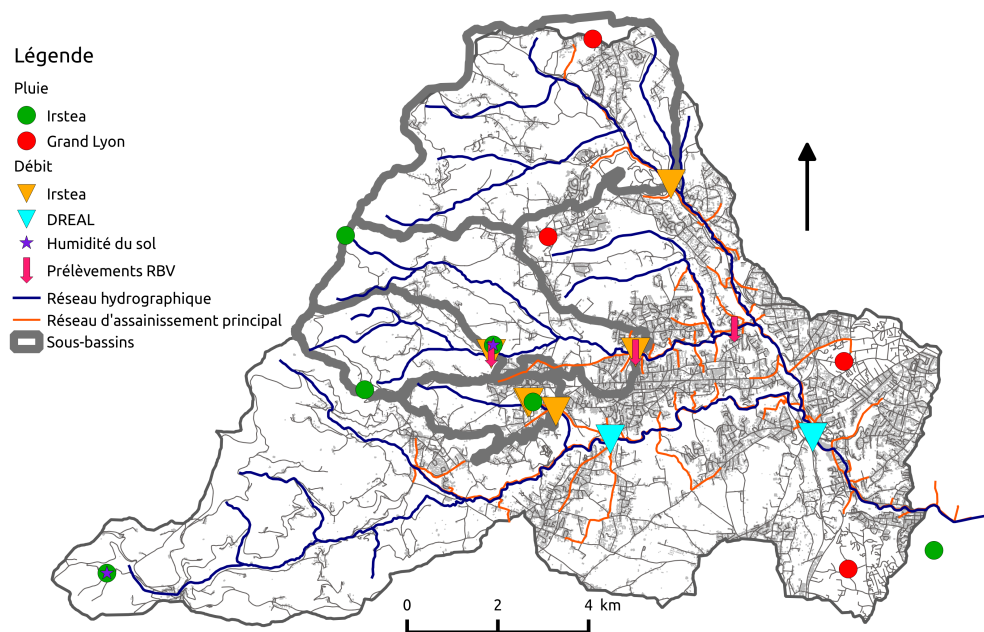 Légende
Pluie
Irstea
Grand Lyon
Débit
Irstea
DREAL
Humidité du sol
Prélèvements RBV
Réseau hydrographique
Réseau d'assainissement principal
Sous-bassins
0 2 4 km